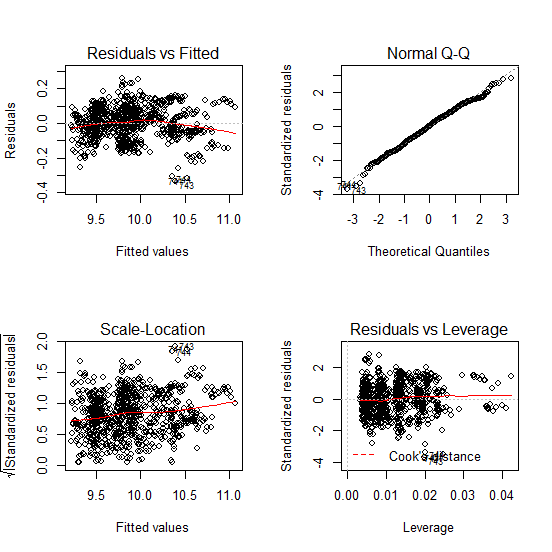 Residuals vs Fitted
Residuals
-0.4 -0.2 0.0 0.2
743
9.5 10.0 10.5 11.0
Fitted values
Normal Q-Q
Standardized residuals
-4 -2 0 2
743
-3 -2 -1 0 1 2 3
Theoretical Quantiles
Scale-Location
√|Standardized residuals|
0.0 0.5 1.0 1.5 2.0
743
744
9.5 10.0 10.5 11.0
Fitted values
Residuals vs Leverage
Standardized residuals
-4 -2 0 2
Cook's distance
743
0.00 0.01 0.02 0.03 0.04
Leverage